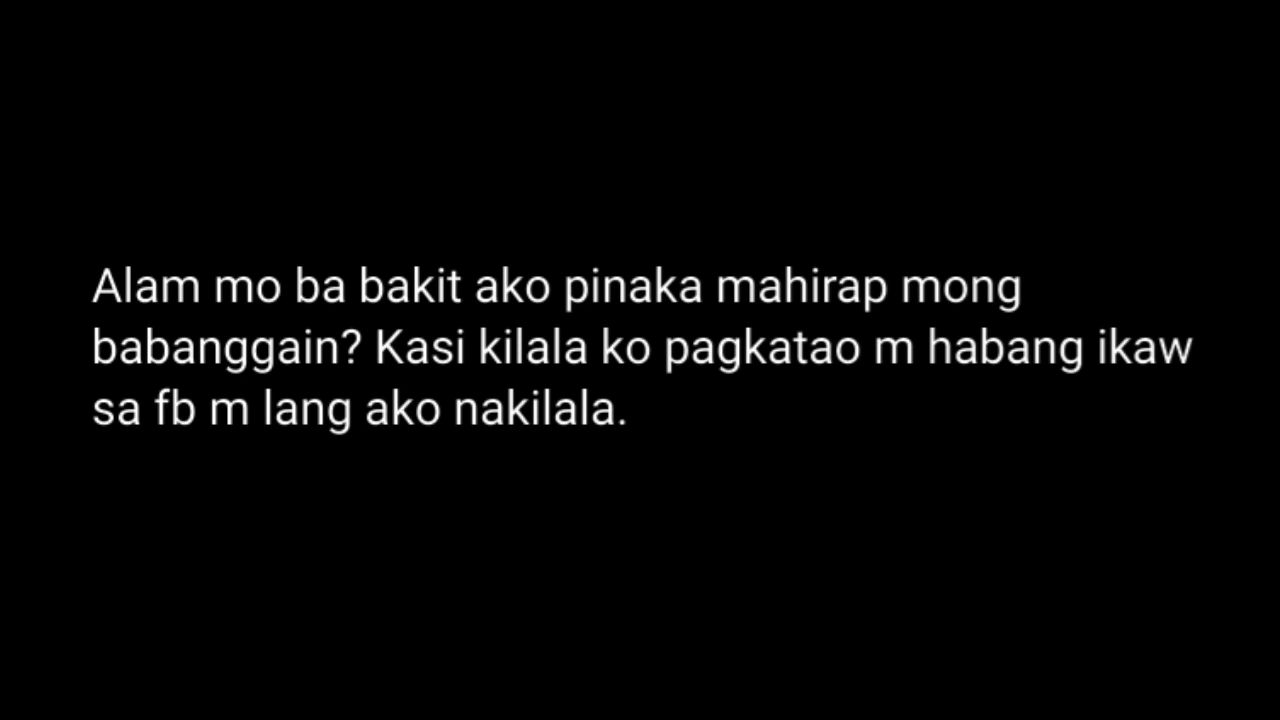 Alam mo ba bakit ako pinaka mahirap mong
babanggain? Kasi kilala ko pagkatao m habang ikaw
sa fb m lang ako nakilala.